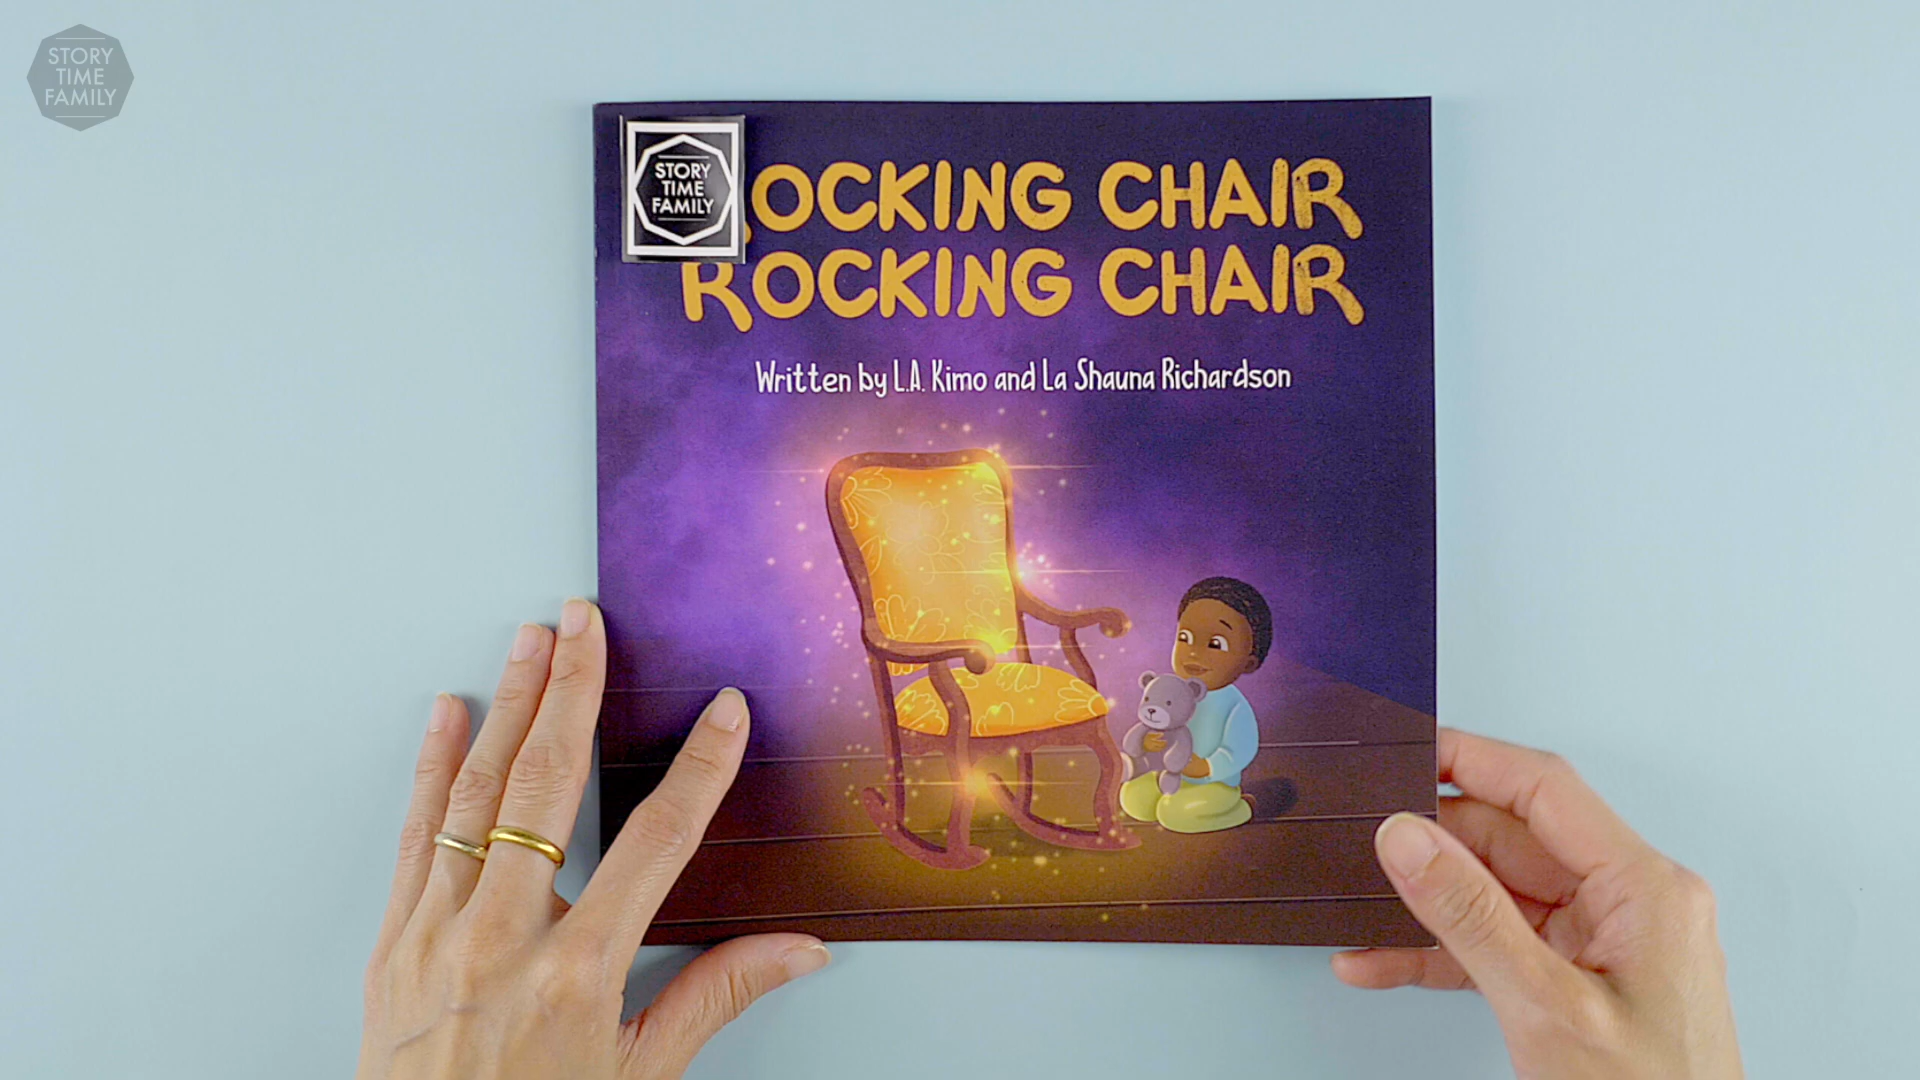 STORY
TIME
FAMILY
STORY
TIME
FAMILY
OCKING CHAIR
ROCKING CHAIR
Written by L.A. Kimo and La Shauna Richardson